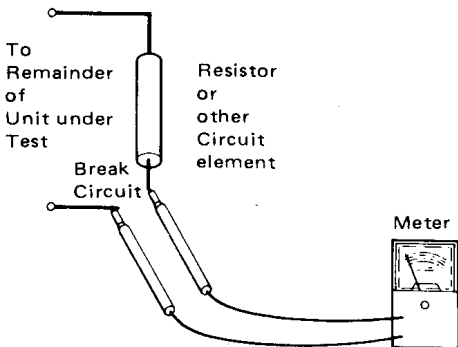 To
Remainder
of
Unit under
Test
Resistor
or
other
Circuit
element
Break
Circuit
Meter